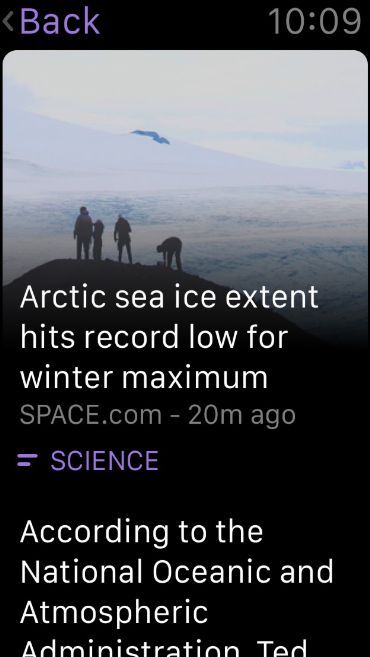 Back 10:09
Arctic sea ice extent
hits record low for
winter maximum
SPACE.com - 20m ago
SCIENCE
According to the
National Oceanic and
Atmospheric
Administration, Ted